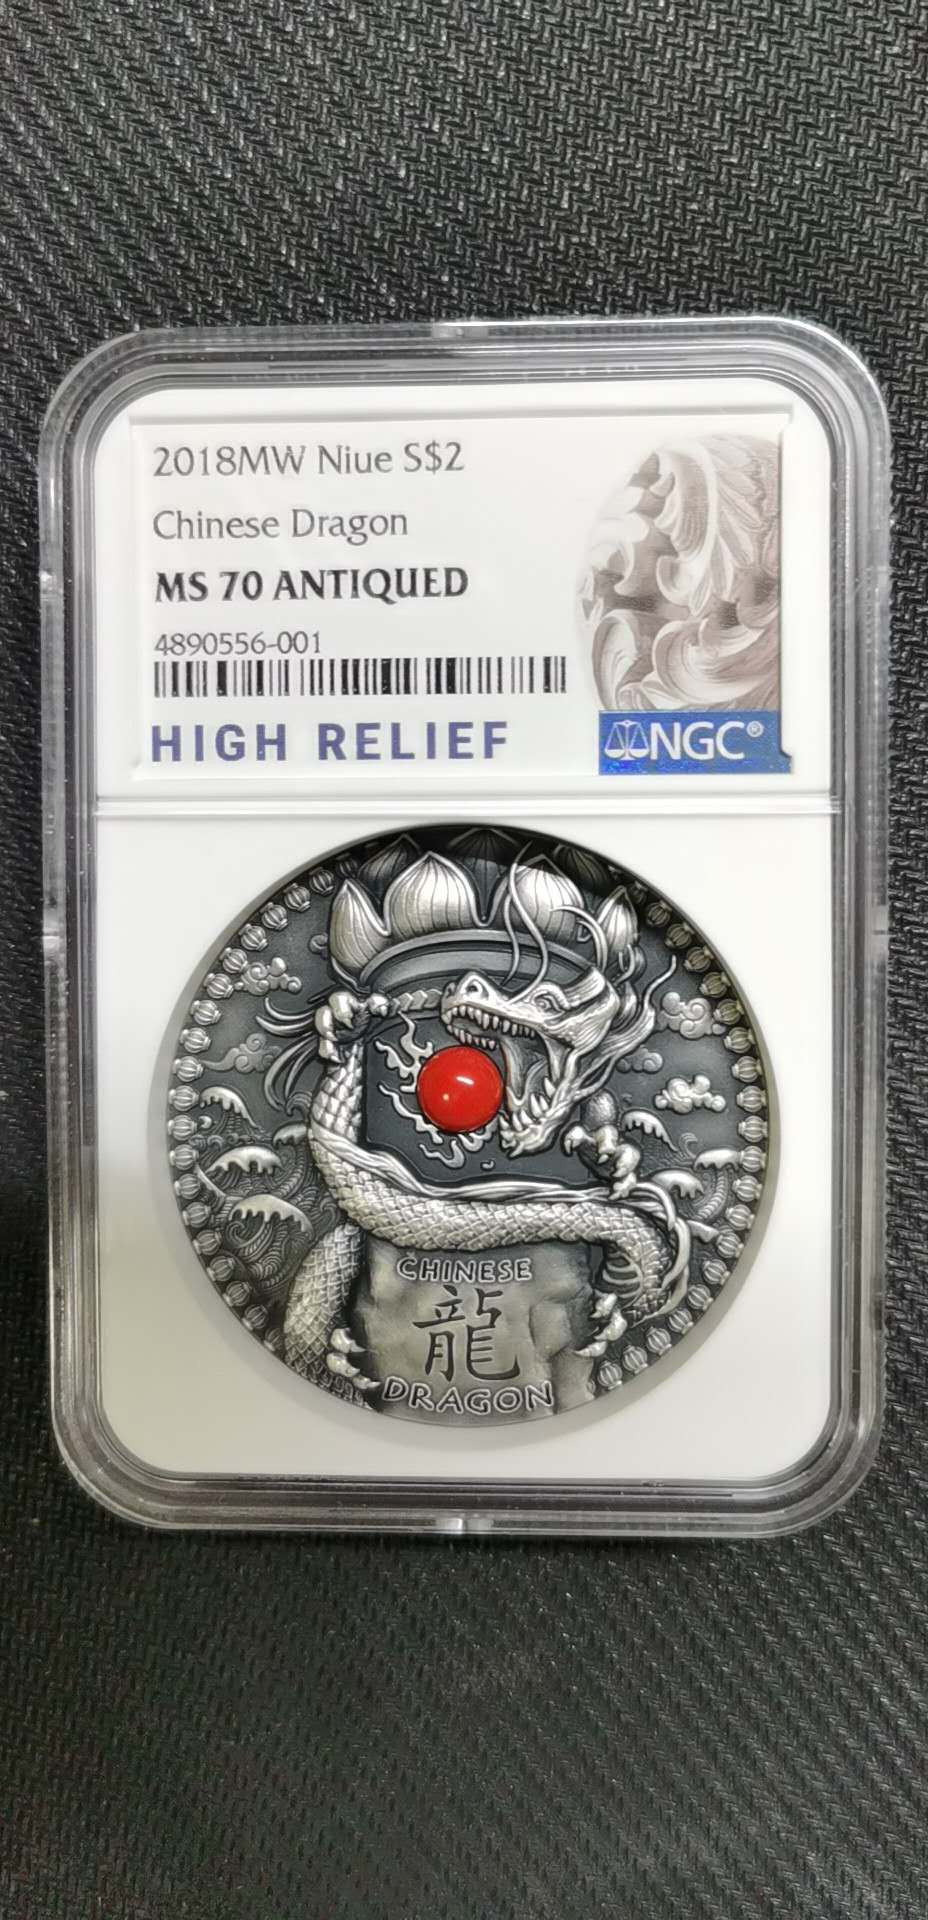 2018MW Niue S$2
Chinese Dragon
MS 70 ANTIQUED
4890556-001
HIGH RELIEF
NGC®
CHINESE
龍
DRAGON